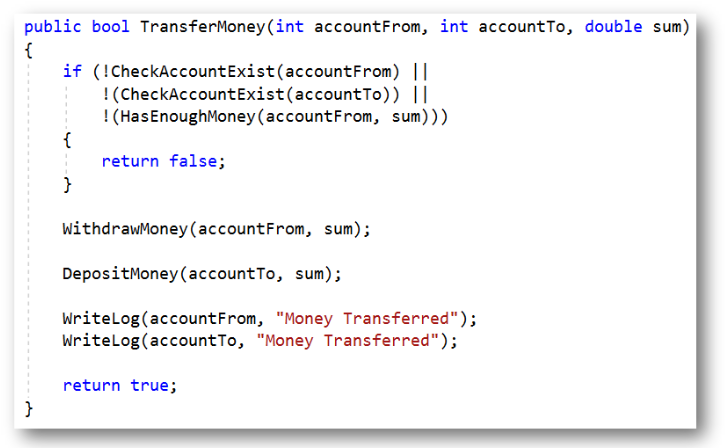 public bool TransferMoney(int accountFrom, int accountTo, double sum)
{
if (!CheckAccountExist(accountFrom) ||
!(CheckAccountExist(accountTo)) ||
!(HasEnoughMoney(accountFrom, sum)))
{
return false;
}
WithdrawMoney(accountFrom, sum);
DepositMoney(accountTo, sum);
WriteLog(accountFrom, "Money Transferred");
WriteLog(accountTo, "Money Transferred");
return true;
}